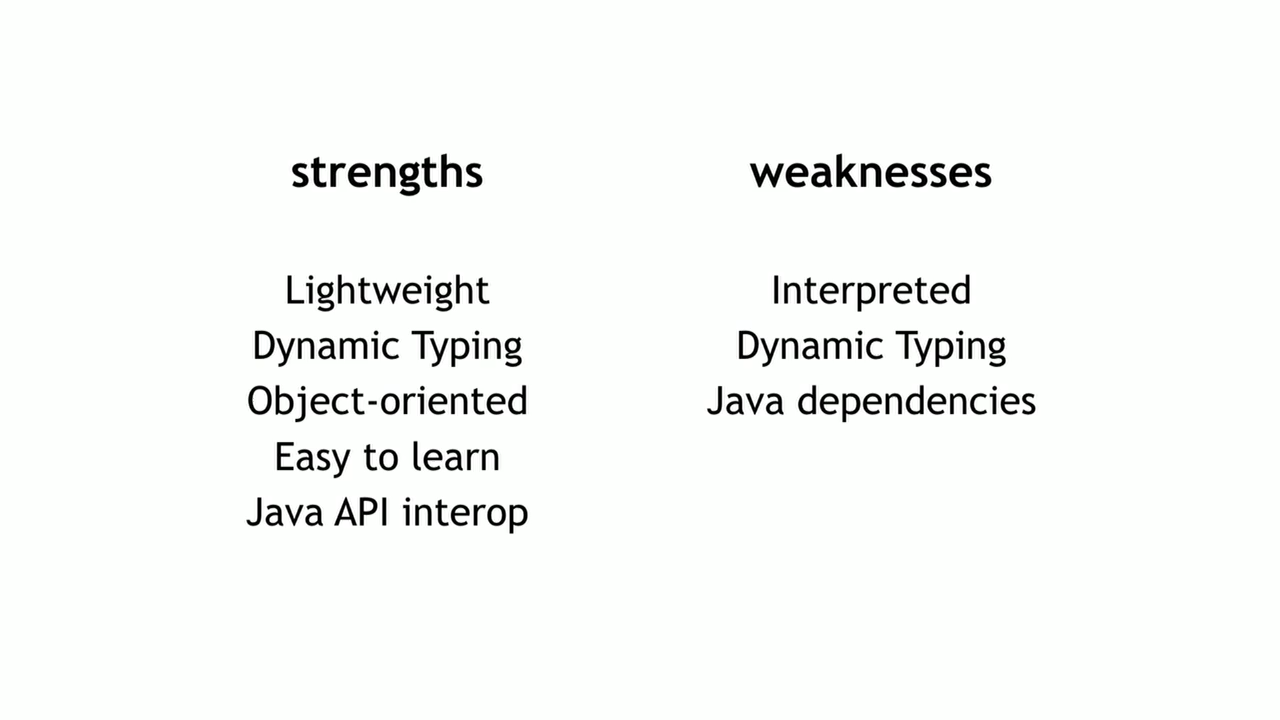 strengths
Lightweight
Dynamic Typing
Object-oriented
Easy to learn
Java API interop
weaknesses
Interpreted
Dynamic Typing
Java dependencies